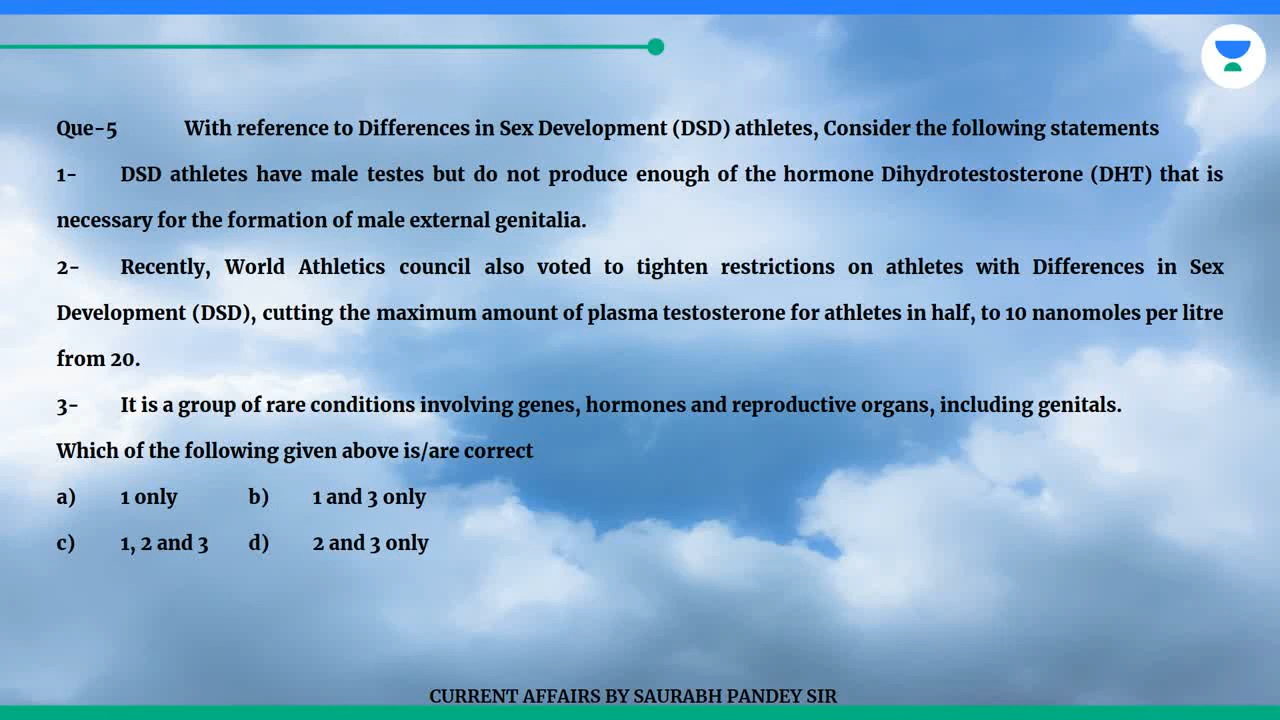 Que-5 With reference to Differences in Sex Development (DSD) athletes, Consider the following statements
1- DSD athletes have male testes but do not produce enough of the hormone Dihydrotestosterone (DHT) that is
necessary for the formation of male external genitalia.
2- Recently, World Athletics council also voted to tighten restrictions on athletes with Differences in Sex
Development (DSD), cutting the maximum amount of plasma testosterone for athletes in half, to 10 nanomoles per litre
from 20.
3- It is a group of rare conditions involving genes, hormones and reproductive organs, including genitals.
Which of the following given above is/are correct
a) 1 only b) 1 and 3 only
c) 1, 2 and 3 d) 2 and 3 only
CURRENT AFFAIRS BY SAURABH PANDEY SIR